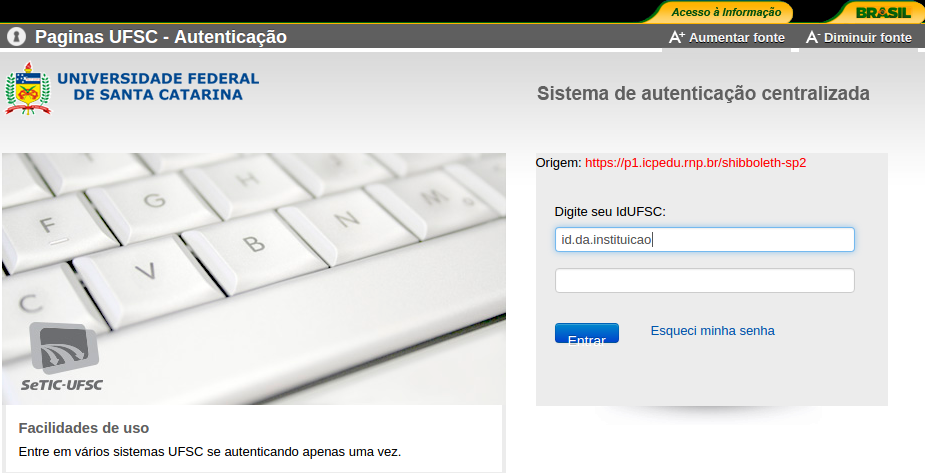 Acesso à Informação
BRASIL
Paginas UFSC - Autenticação
A+ Aumentar fonte
A- Diminuir fonte
UNIVERSIDADE FEDERAL
DE SANTA CATARINA
Sistema de autenticação centralizada
Origem: https://p1.icpedu.rnp.br/shibboleth-sp2
Digite seu IdUFSC:
id.da.instituicao
Entrar
Esqueci minha senha
F
G
H
C
V
B
N
M
SeTIC-UFSC
Facilidades de uso
Entre em vários sistemas UFSC se autenticando apenas uma vez.